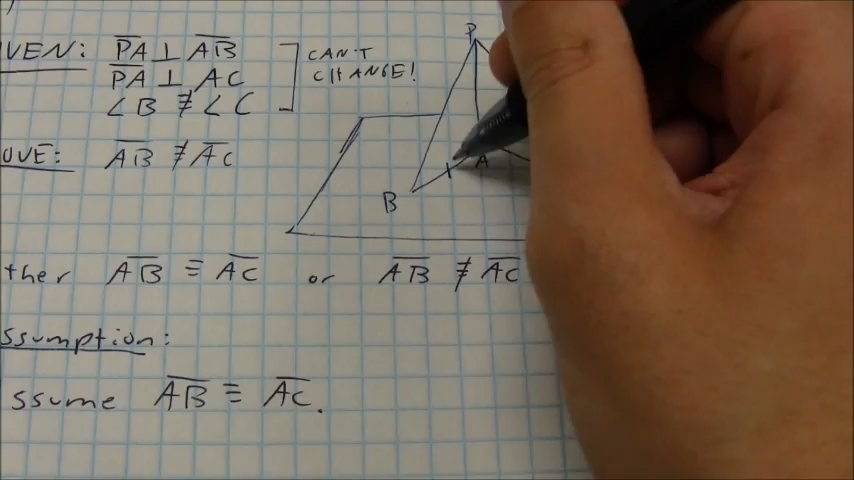 VEN: PA ⊥ AB
PA ⊥ AC
∠B ≢ ∠C
CAN'T
CHANGE!
OVE: AB ≢ AC
P
A
B
ther AB ≡ AC or AB ≢ AC
ssumption:
ssume AB ≡ AC.